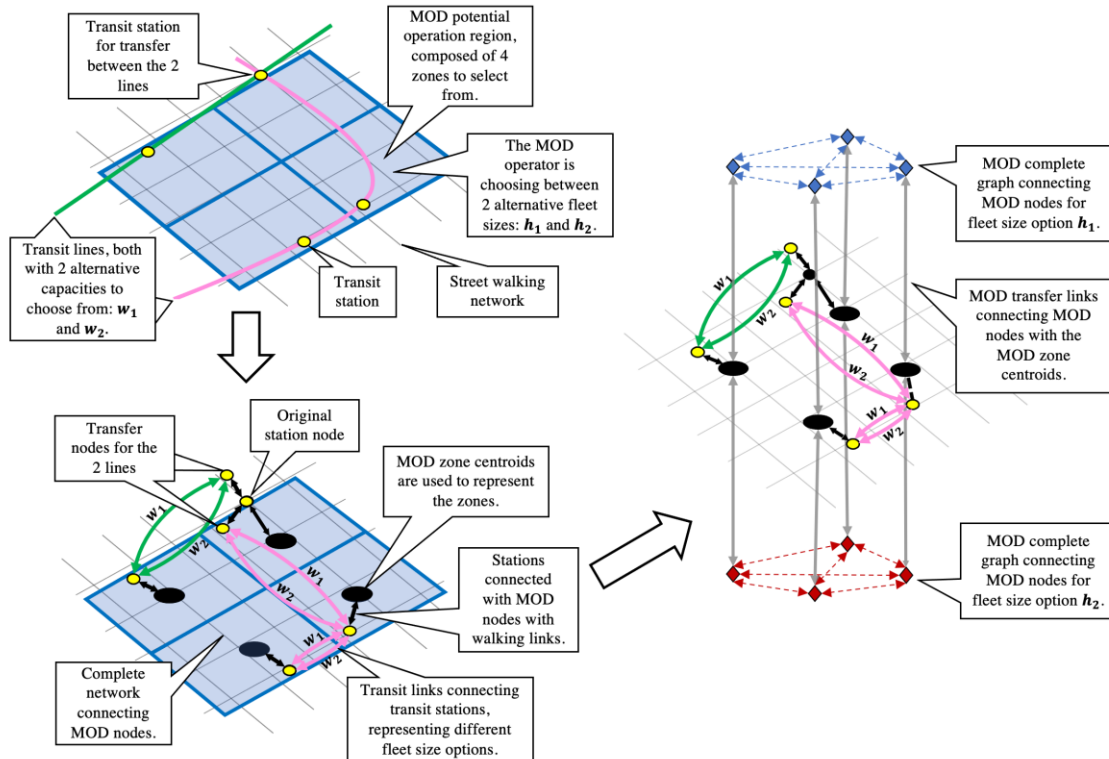 Transit station
for transfer
between the 2
lines
MOD potential
operation region,
composed of 4
zones to select
from.
The MOD
operator is
choosing between
2 alternative fleet
sizes: h₁ and h₂.
Transit lines, both
with 2 alternative
capacities to
choose from: w₁
and w₂.
Transit
station
Street walking
network
Transfer
nodes for the
2 lines
Original
station node
MOD zone centroids
are used to represent
the zones.
Stations
connected
with MOD
nodes with
walking links.
Complete
network
connecting
MOD nodes.
Transit links connecting
transit stations,
representing different
fleet size options.
w₁
w₂
w₁
w₂
w₁
w₂
MOD complete
graph connecting
MOD nodes for
fleet size option h₁.
MOD transfer links
connecting MOD
nodes with the
MOD zone
centroids.
MOD complete
graph connecting
MOD nodes for
fleet size option h₂.
w₁
w₂
w₁
w₂
w₁
w₂